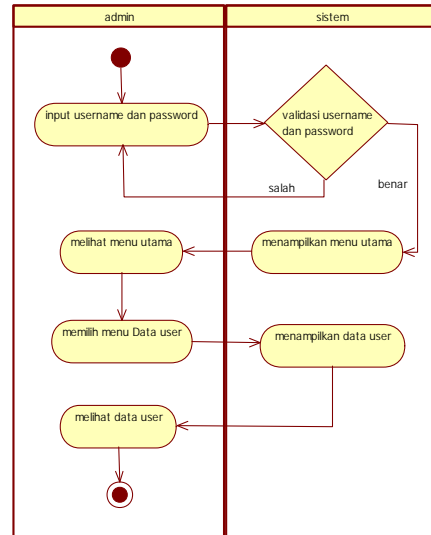 admin
sistem
input username dan password
validasi username
dan password
salah
benar
melihat menu utama
menampilkan menu utama
memilih menu Data user
menampilkan data user
melihat data user